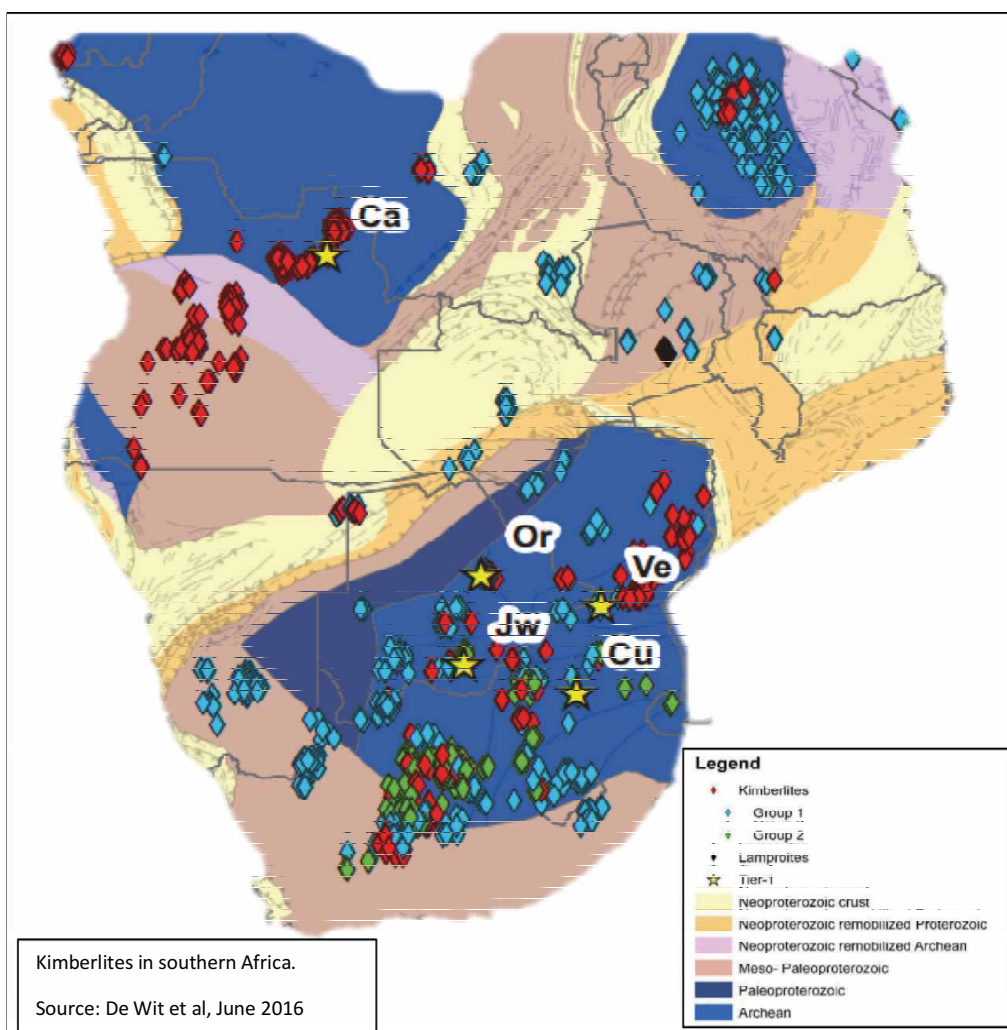 Ca
Or
Ve
Jw
Cu
Legend
Kimberlites
Group 1
Group 2
Lamproites
Tier-1
Neoproterozoic crust
Neoproterozoic remobilized Proterozoic
Neoproterozoic remobilized Archean
Meso- Paleoproterozoic
Paleoproterozoic
Archean
Kimberlites in southern Africa.
Source: De Wit et al, June 2016